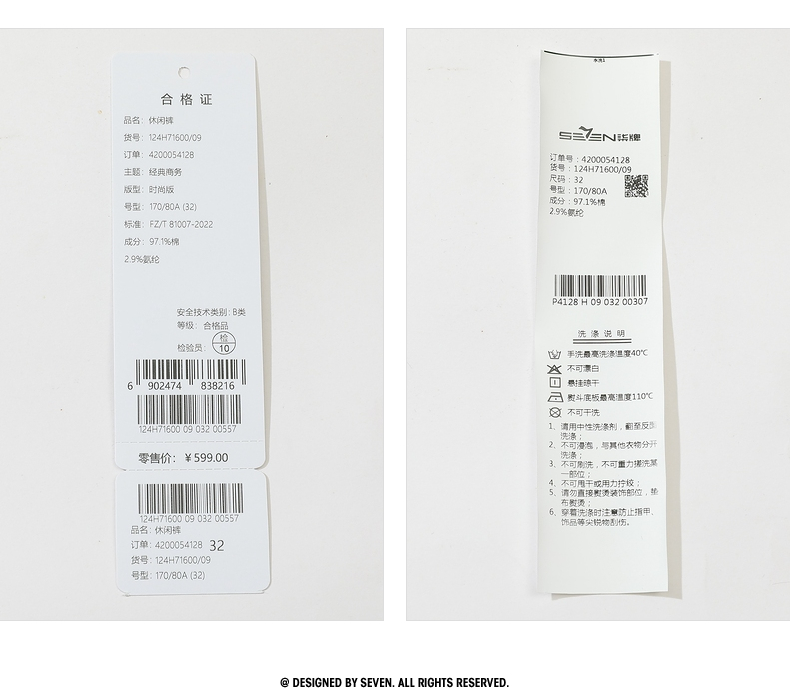 合格证
品名：休闲裤
货号：124H71600/09
订单：4200054128
主题：经典商务
版型：时尚版
号型：170/80A (32)
标准：FZ/T 81007-2022
成分：97.1%棉
2.9%氨纶
安全技术类别：B类
等级：合格品
检验员：检 10
6 902474 838216
124H71600 09 032 00557
零售价：￥599.00
124H71600 09 032 00557
品名：休闲裤
订单：4200054128 32
货号：124H71600/09
号型：170/80A (32)
水洗1
SEVEN 柒牌
订单号：4200054128
货号：124H71600/09
尺码：32
号型：170/80A
成分：97.1%棉
2.9%氨纶
P4128 H 09 032 00307
洗涤说明
手洗最高洗涤温度40℃
不可漂白
悬挂晾干
熨斗底板最高温度110℃
不可干洗
1、请用中性洗涤剂，翻至反面
洗涤；
2、不可浸泡，与其他衣物分开
洗涤；
3、不可刷洗，不可重力搓洗某
一部位；
4、不可甩干或用力拧绞；
5、请勿直接熨烫装饰部位，垫
布熨烫；
6、穿着洗涤时注意防止指甲、
饰品等尖锐物刮伤。
@ DESIGNED BY SEVEN. ALL RIGHTS RESERVED.